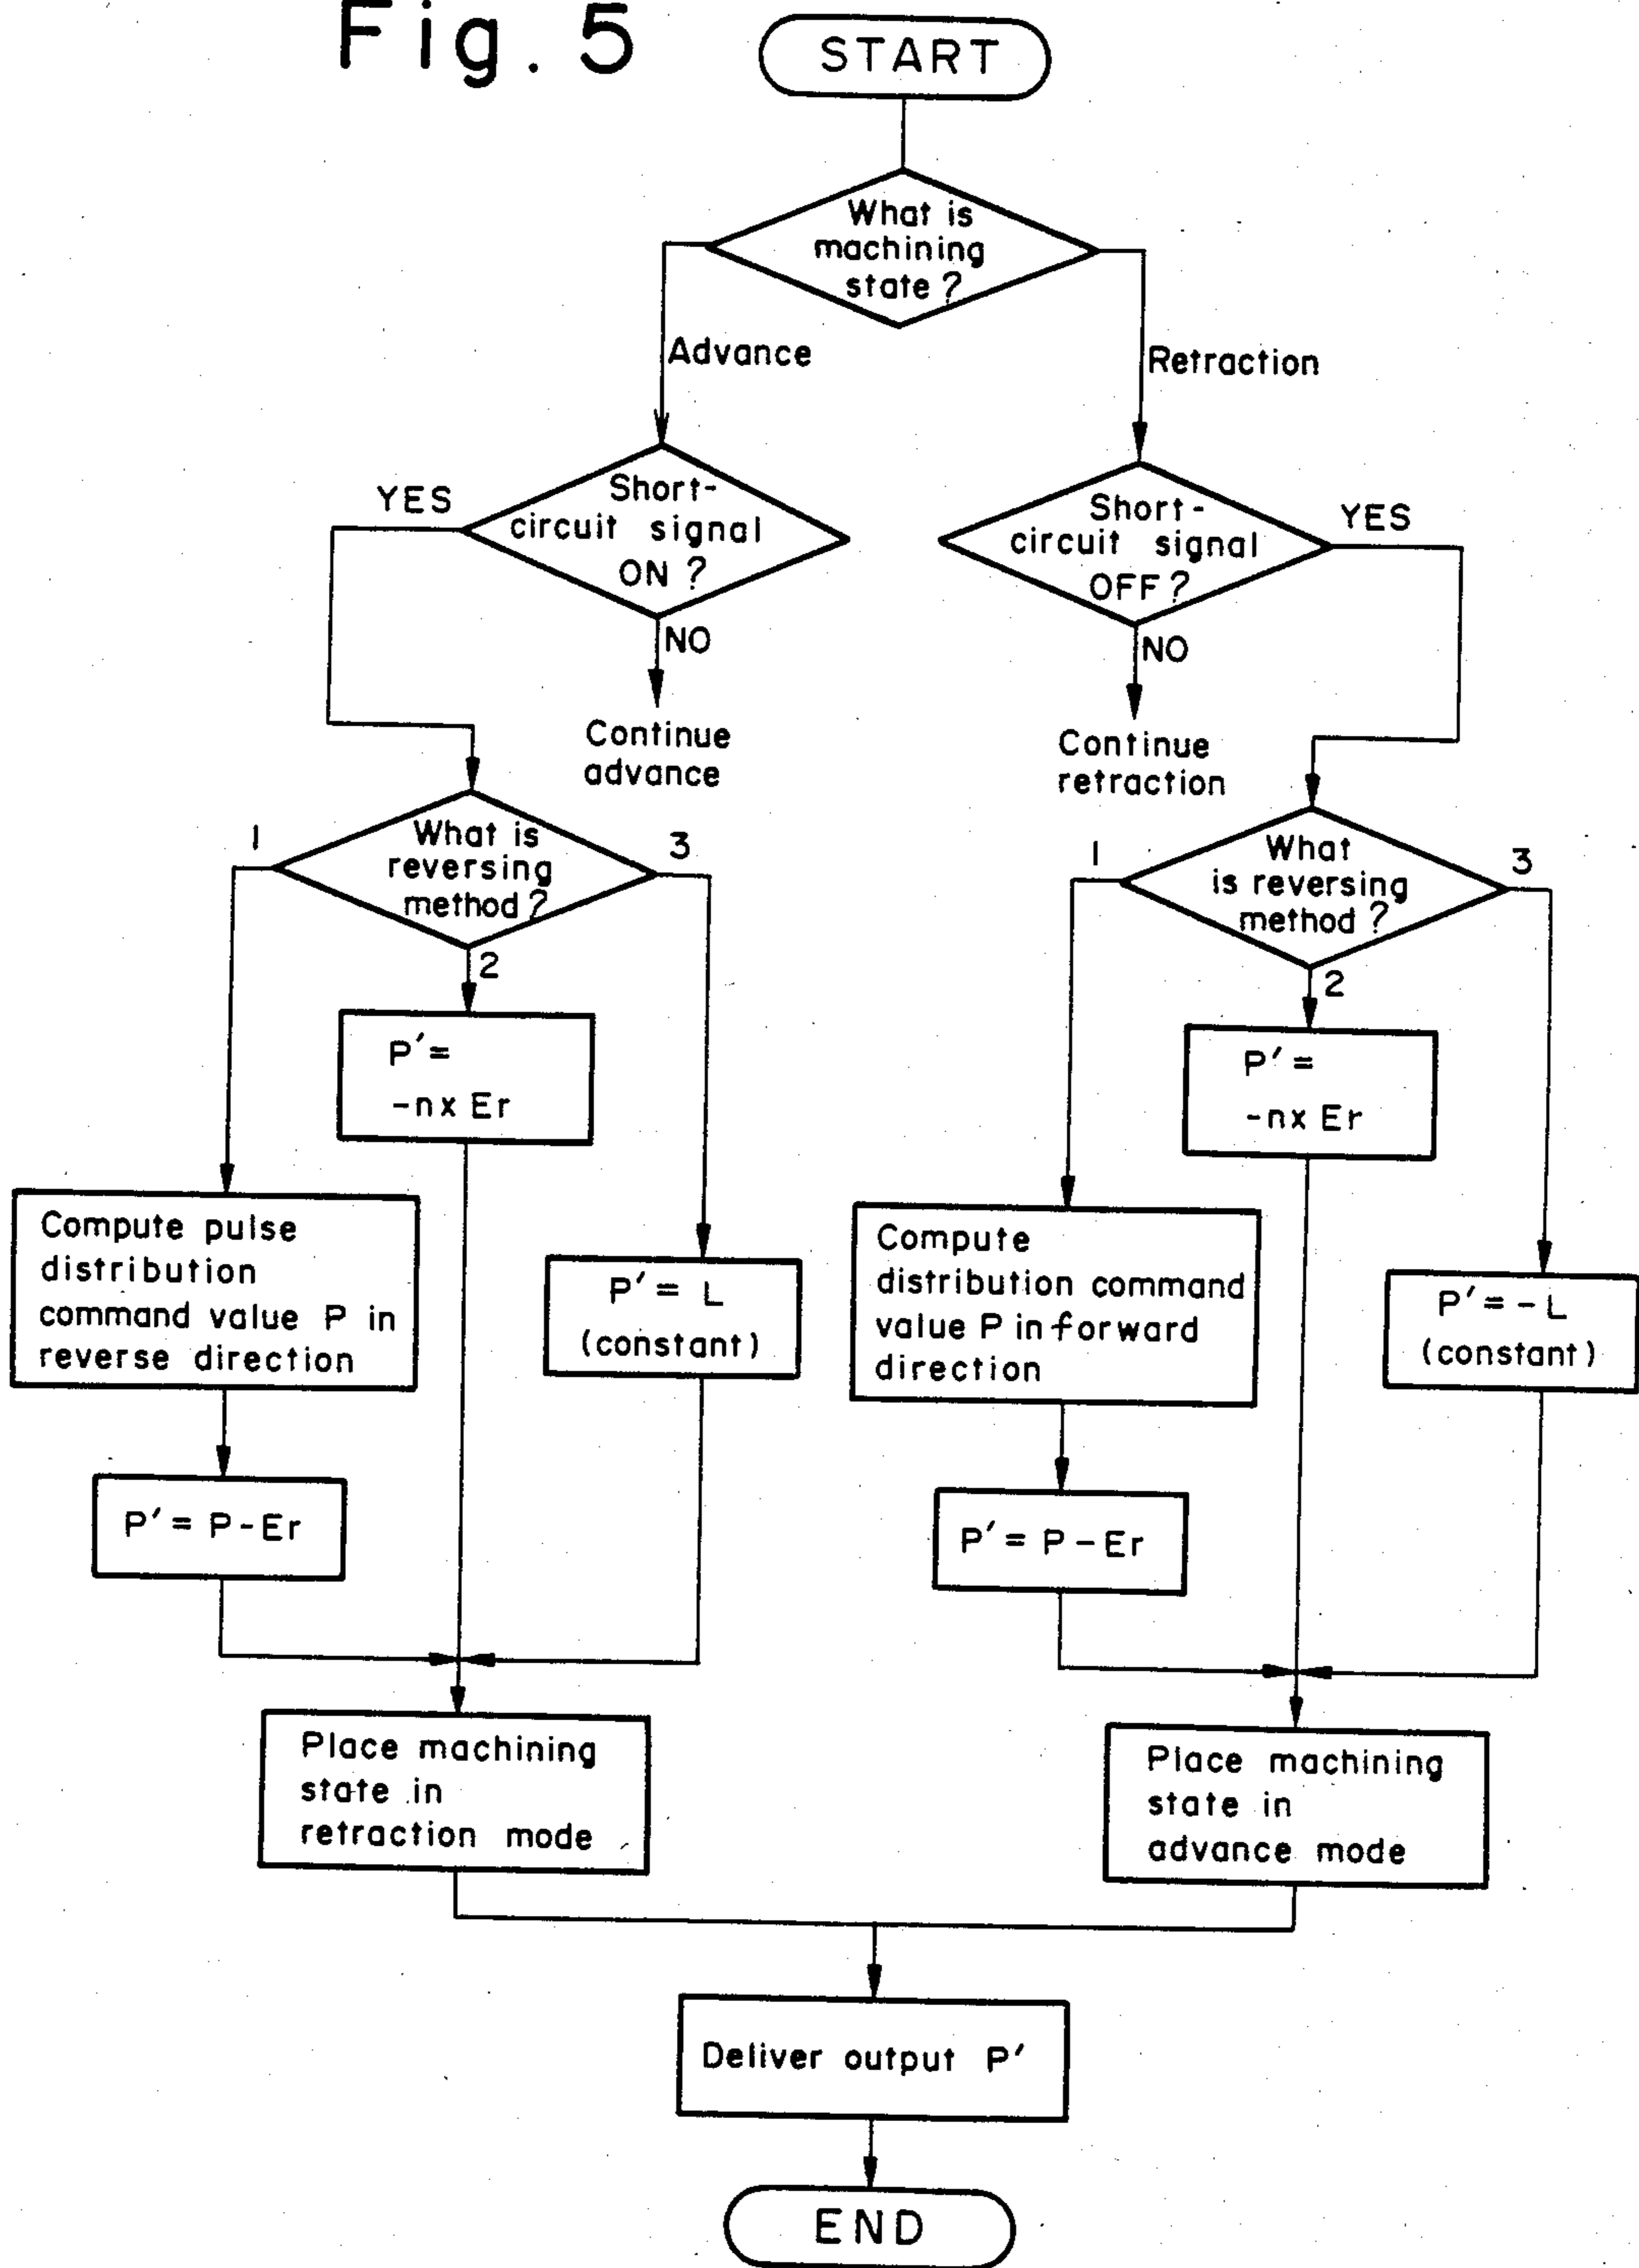 Fig. 5
START
What is
machining
state?
Advance
Retraction
YES
Short-
circuit signal
ON?
NO
Continue
advance
Short-
circuit signal
OFF?
YES
NO
Continue
retraction
1
What is
reversing
method?
3
2
P'=
-nx Er
Compute pulse
distribution
command value P in
reverse direction
P' = L
(constant)
P' = P-Er
Place machining
state in
retraction mode
1
What
is reversing
method?
3
2
P' =
-nx Er
Compute
distribution command
value P in forward
direction
P' = -L
(constant)
P' = P-Er
Place machining
state in
advance mode
Deliver output P'
END